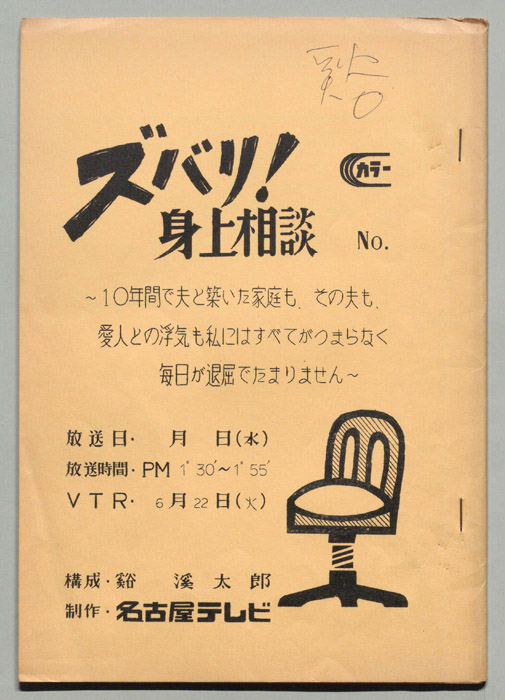 谿
ズバリ!
カラー
身上相談 No.
~10年間で夫と築いた家庭も、その夫も、
愛人との浮気も私にはすべてがつまらなく
毎日が退屈でたまりません~
放送日・ 月 日(水)
放送時間・PM 1°30′~1°55′
VTR・ 6月22日(火)
構成・谿 溪太郎
制作・名古屋テレビ